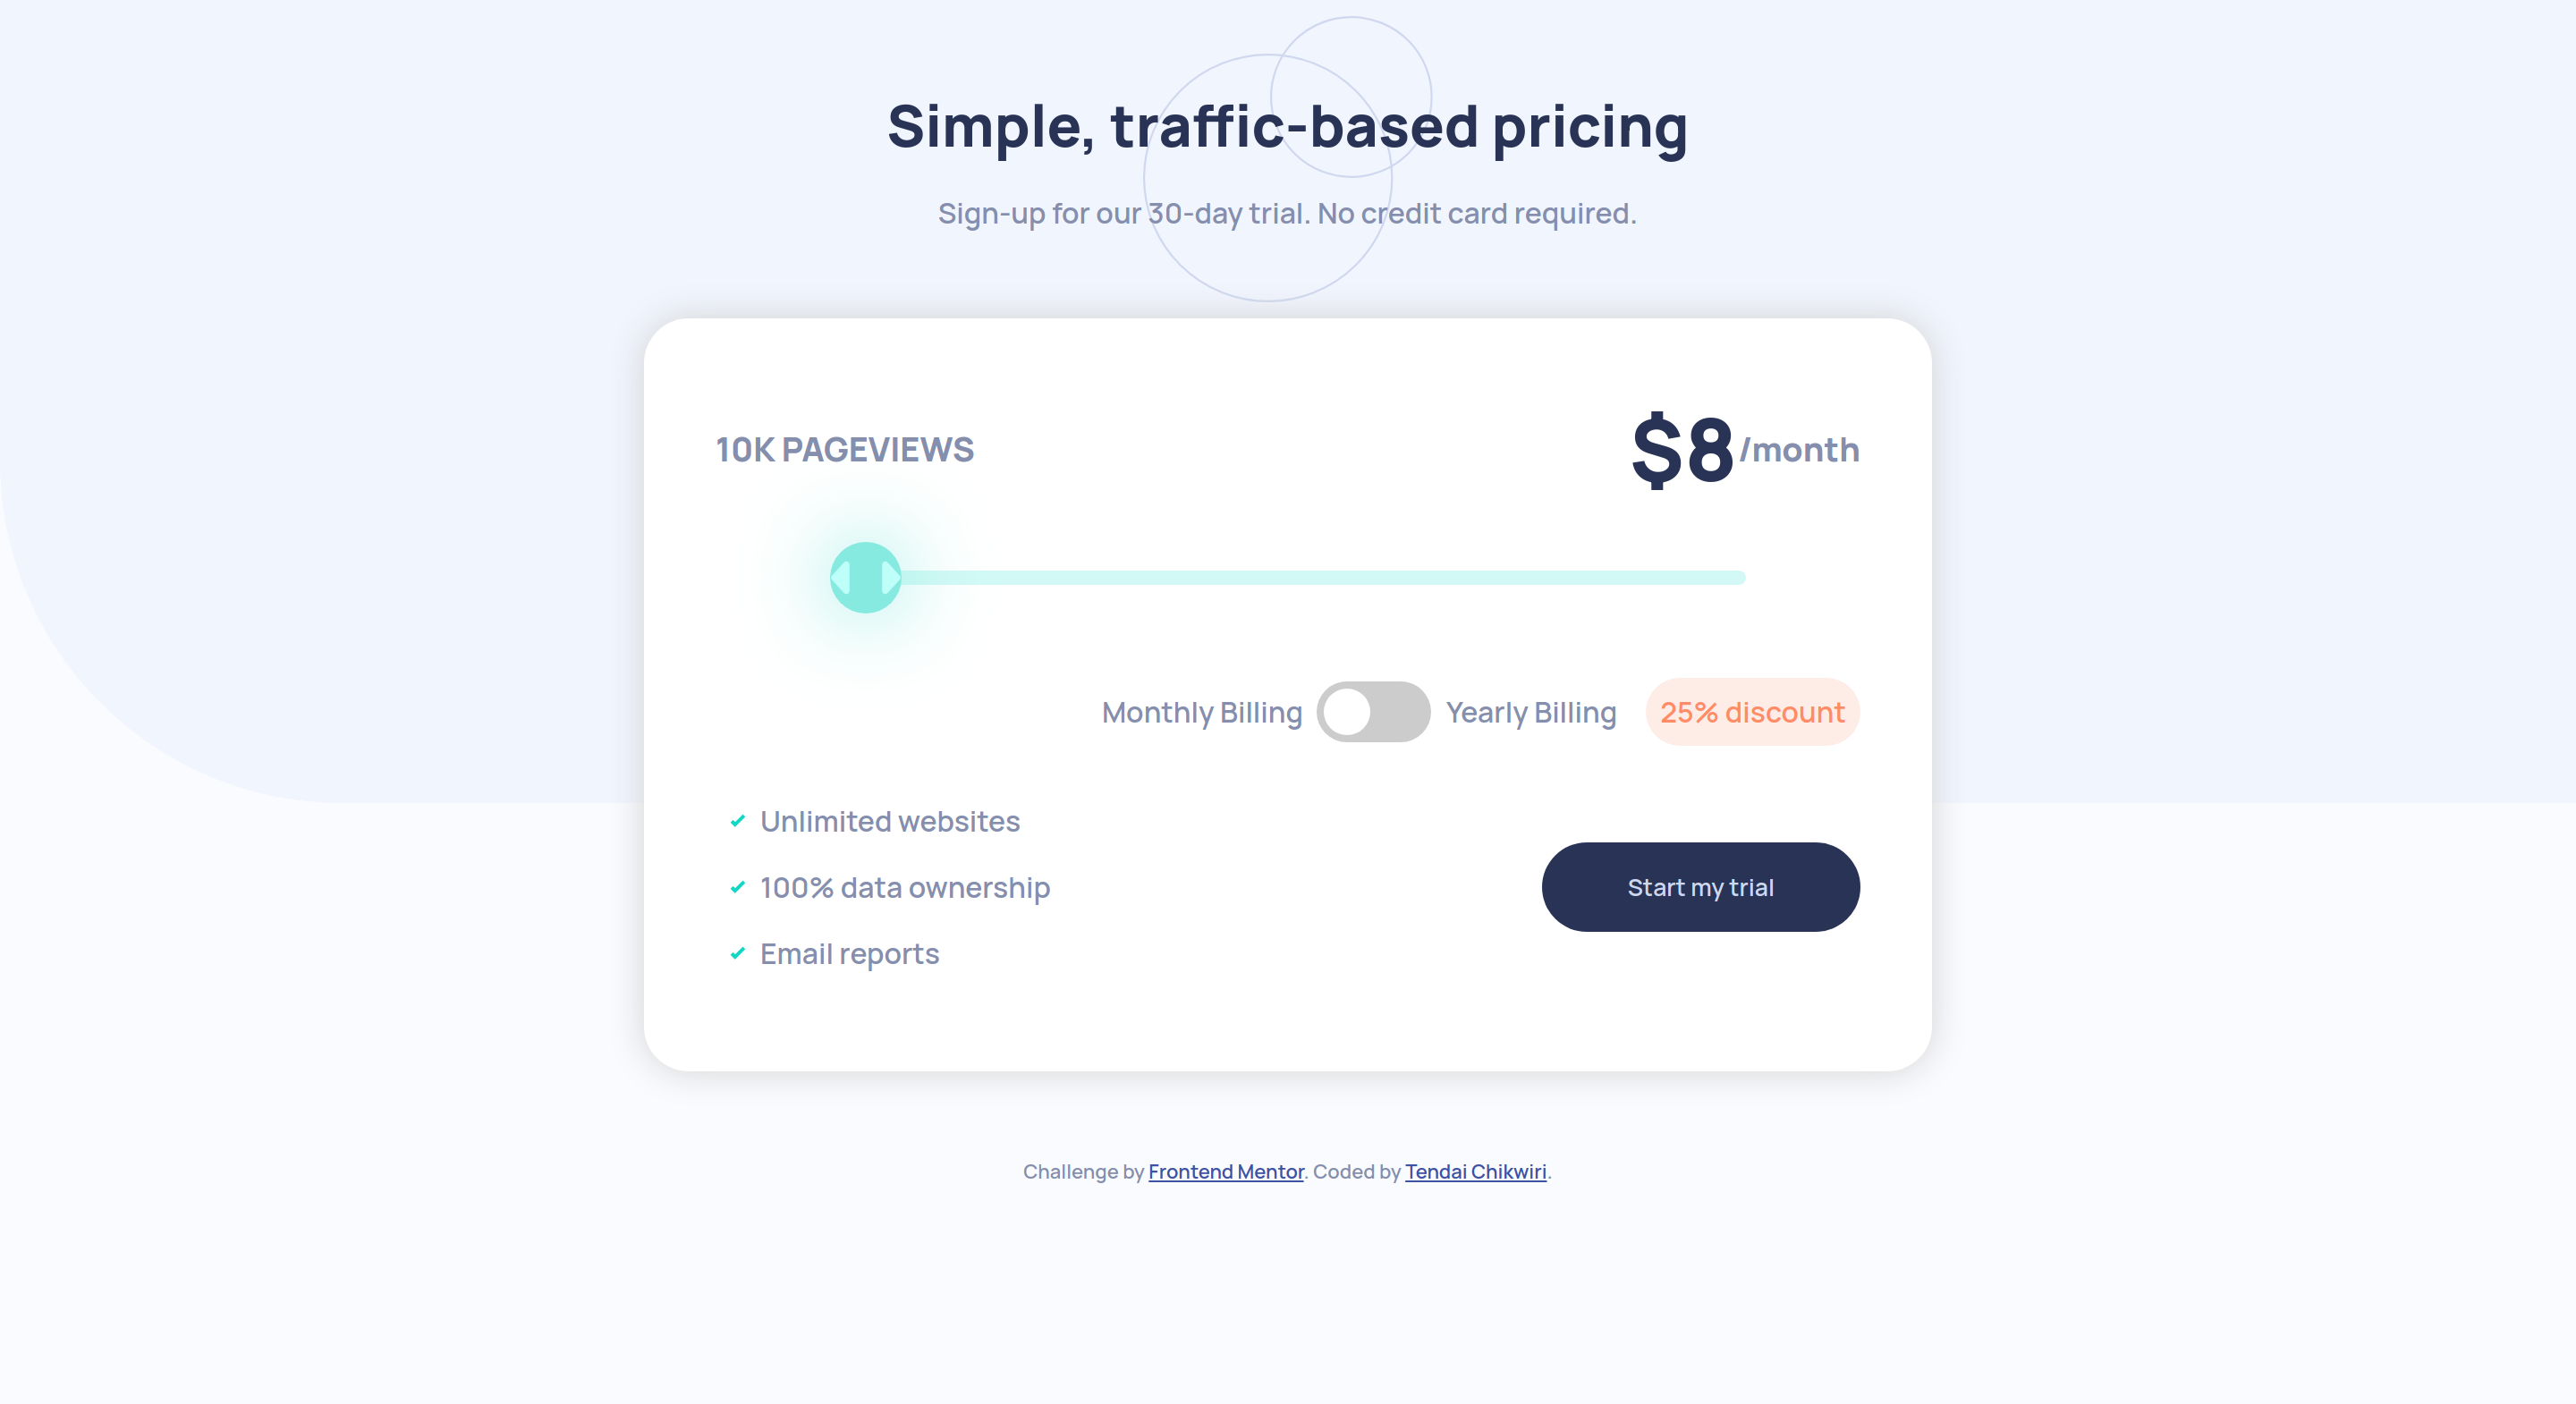 Simple, traffic-based pricing
Sign-up for our 30-day trial. No credit card required.
10K PAGEVIEWS
$8/month
Monthly Billing Yearly Billing 25% discount
Unlimited websites
100% data ownership
Email reports
Start my trial
Challenge by Frontend Mentor. Coded by Tendai Chikwiri.